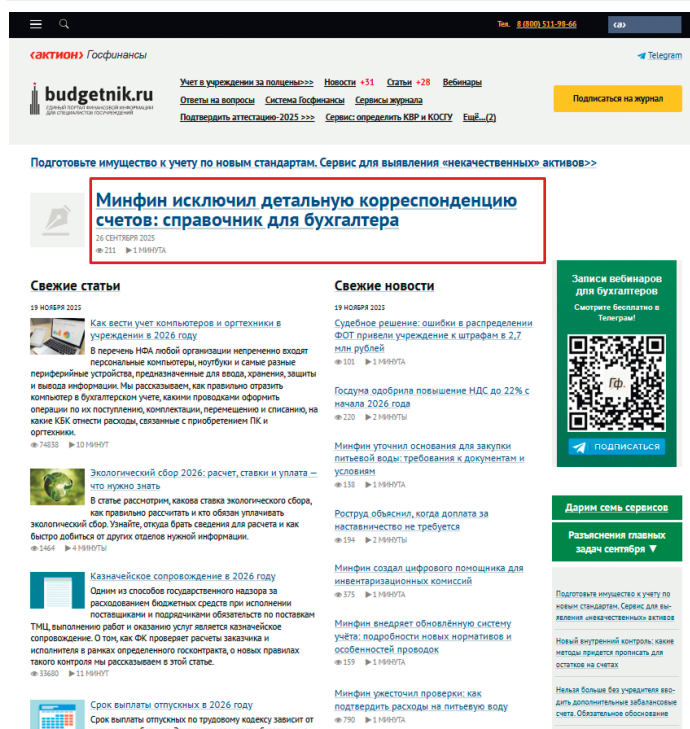 Тел. 8 (800) 511-98-66
‹а›
‹актион› Госфинансы
Telegram
budgetnik.ru
ЕДИНЫЙ ПОРТАЛ ФИНАНСОВОЙ ИНФОРМАЦИИ
ДЛЯ СПЕЦИАЛИСТОВ ГОСУЧРЕЖДЕНИЙ
Учет в учреждении за полцены>>> Новости +31 Статьи +28 Вебинары
Ответы на вопросы Система Госфинансы Сервисы журнала
Подтвердить аттестацию-2025 >>> Сервис: определить КВР и КОСГУ Ещё...(2)
Подписаться на журнал
Подготовьте имущество к учету по новым стандартам. Сервис для выявления «некачественных» активов>>
Минфин исключил детальную корреспонденцию
счетов: справочник для бухгалтера
26 СЕНТЯБРЯ 2025
211 1 МИНУТА
Свежие статьи
19 НОЯБРЯ 2025
Как вести учет компьютеров и оргтехники в
учреждении в 2026 году
В перечень НФА любой организации непременно входят
персональные компьютеры, ноутбуки и самые разные
периферийные устройства, предназначенные для ввода, хранения, защиты
и вывода информации. Мы рассказываем, как правильно отразить
компьютер в бухгалтерском учете, какими проводками оформить
операции по их поступлению, комплектации, перемещению и списанию, на
какие КБК отнести расходы, связанные с приобретением ПК и
оргтехники.
74838 10 МИНУТ
Экологический сбор 2026: расчет, ставки и уплата —
что нужно знать
В статье рассмотрим, какова ставка экологического сбора,
как правильно рассчитать и кто обязан уплачивать
экологический сбор. Узнайте, откуда брать сведения для расчета и как
быстро добиться от других отделов нужной информации.
1464 4 МИНУТЫ
Казначейское сопровождение в 2026 году
Одним из способов государственного надзора за
расходованием бюджетных средств при исполнении
поставщиками и подрядчиками обязательств по поставкам
ТМЦ, выполнению работ и оказанию услуг является казначейское
сопровождение. О том, как ФК проверяет расчеты заказчика и
исполнителя в рамках определенного госконтракта, о новых правилах
такого контроля мы рассказываем в этой статье.
33680 11 МИНУТ
Срок выплаты отпускных в 2026 году
Срок выплаты отпускных по трудовому кодексу зависит от
Свежие новости
19 НОЯБРЯ 2025
Судебное решение: ошибки в распределении
ФОТ привели учреждение к штрафам в 2,7
млн рублей
101 1 МИНУТА
Госдума одобрила повышение НДС до 22% с
начала 2026 года
220 2 МИНУТЫ
Минфин уточнил основания для закупки
питьевой воды: требования к документам и
условиям
138 1 МИНУТА
Роструд объяснил, когда доплата за
наставничество не требуется
194 2 МИНУТЫ
Минфин создал цифрового помощника для
инвентаризационных комиссий
375 1 МИНУТА
Минфин внедряет обновлённую систему
учёта: подробности новых нормативов и
особенностей проводок
159 1 МИНУТА
Минфин ужесточил проверки: как
подтвердить расходы на питьевую воду
790 1 МИНУТА
Записи вебинаров
для бухгалтеров
Смотрите бесплатно в
Телеграм!
Гф.
ПОДПИСАТЬСЯ
Дарим семь сервисов
Разъяснения главных
задач сентября ▼
Подготовьте имущество к учету по
новым стандартам. Сервис для вы-
явления «некачественных» активов
Новый внутренний контроль: какие
методы придется прописать для
остатков на счетах
Нельзя больше без учредителя вво-
дить дополнительные забалансовые
счета. Обязательное обоснование